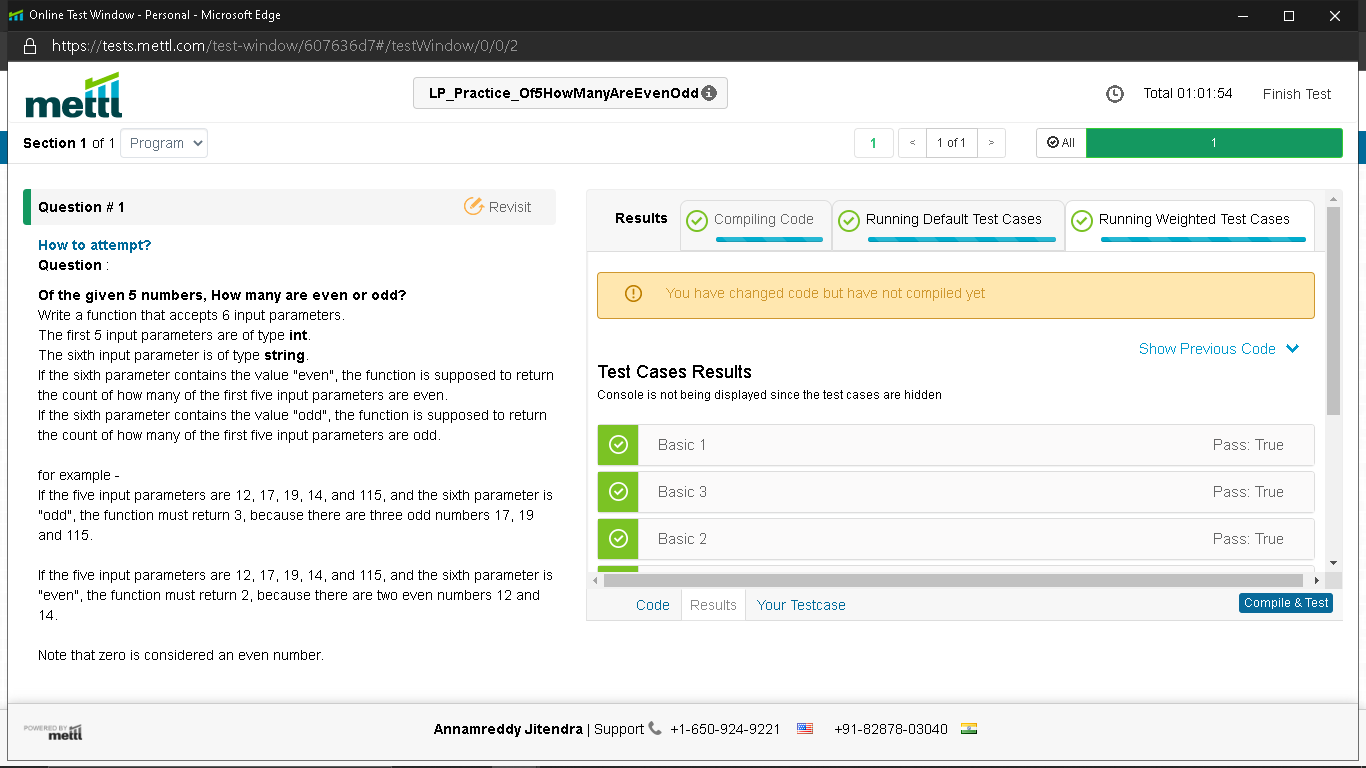 Online Test Window - Personal - Microsoft Edge
https://tests.mettl.com/test-window/607636d7#/testWindow/0/0/2
mettl
LP_Practice_Of5HowManyAreEvenOdd
Total 01:01:54
Finish Test
Section 1 of 1
Program
1
<
1 of 1
>
All
1
Question # 1
Revisit
How to attempt?
Question :
Of the given 5 numbers, How many are even or odd?
Write a function that accepts 6 input parameters.
The first 5 input parameters are of type int.
The sixth input parameter is of type string.
If the sixth parameter contains the value "even", the function is supposed to return
the count of how many of the first five input parameters are even.
If the sixth parameter contains the value "odd", the function is supposed to return
the count of how many of the first five input parameters are odd.
for example -
If the five input parameters are 12, 17, 19, 14, and 115, and the sixth parameter is
"odd", the function must return 3, because there are three odd numbers 17, 19
and 115.
If the five input parameters are 12, 17, 19, 14, and 115, and the sixth parameter is
"even", the function must return 2, because there are two even numbers 12 and
14.
Note that zero is considered an even number.
Results
Compiling Code
Running Default Test Cases
Running Weighted Test Cases
You have changed code but have not compiled yet
Show Previous Code
Test Cases Results
Console is not being displayed since the test cases are hidden
Basic 1
Pass: True
Basic 3
Pass: True
Basic 2
Pass: True
Code
Results
Your Testcase
Compile & Test
POWERED BY
mettl
Annamreddy Jitendra | Support +1-650-924-9221 +91-82878-03040